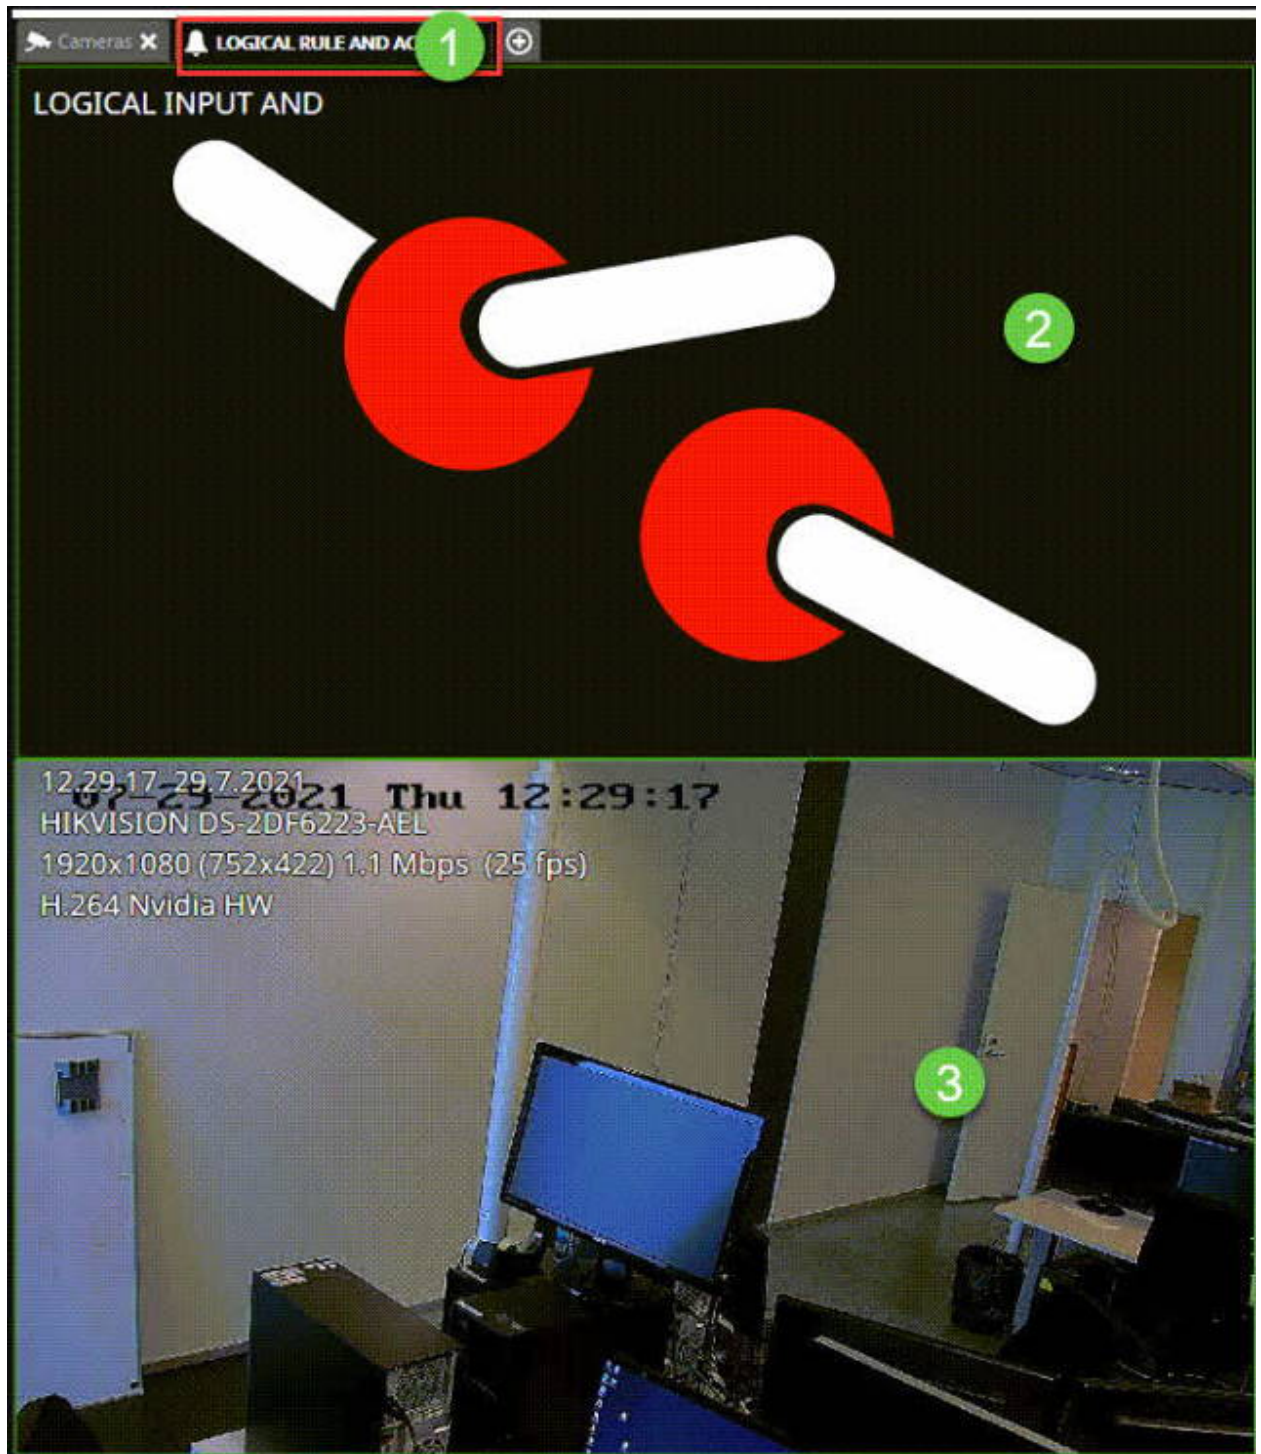 Cameras
LOGICAL RULE AND AC
1
LOGICAL INPUT AND
2
12.29.17 29.7.2021
07-29-2021 Thu 12:29:17
HIKVISION DS-2DF6223-AEL
1920x1080 (752x422) 1.1 Mbps (25 fps)
H.264 Nvidia HW
3